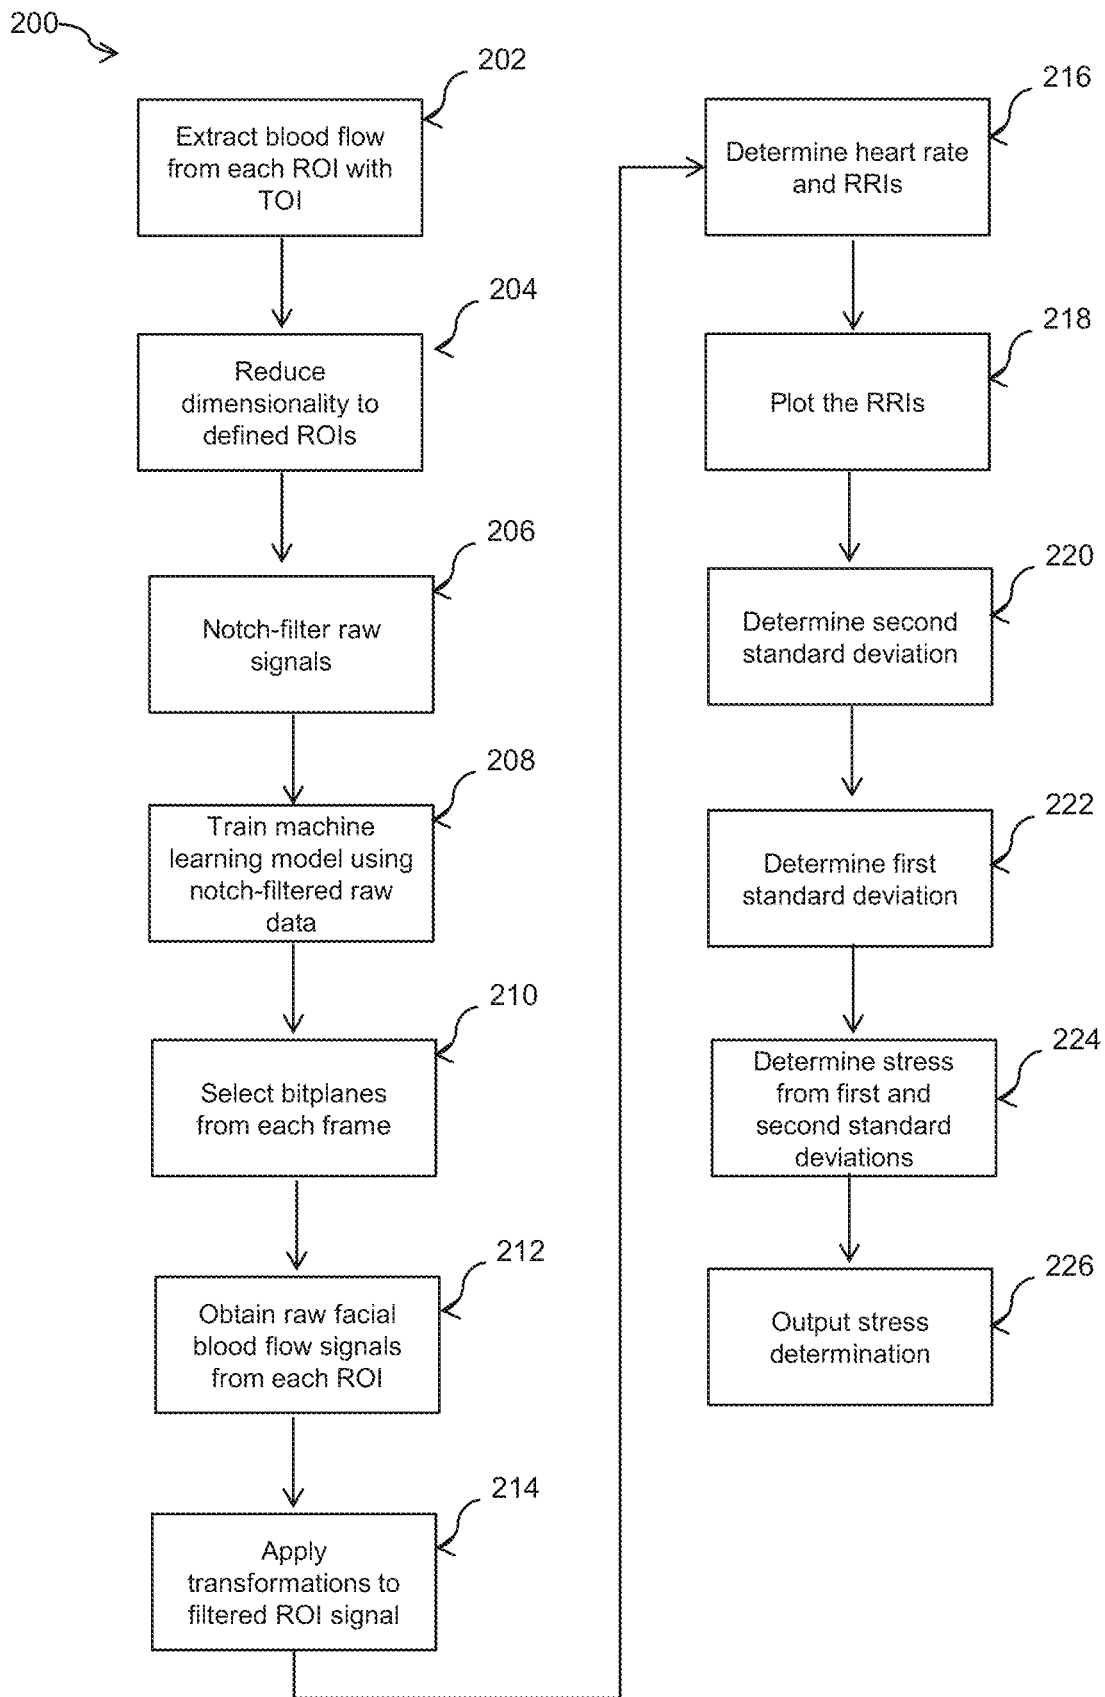 200
202
Extract blood flow
from each ROI with
TOI
204
Reduce
dimensionality to
defined ROIs
206
Notch-filter raw
signals
208
Train machine
learning model using
notch-filtered raw
data
210
Select bitplanes
from each frame
212
Obtain raw facial
blood flow signals
from each ROI
214
Apply
transformations to
filtered ROI signal
216
Determine heart rate
and RRIs
218
Plot the RRIs
220
Determine second
standard deviation
222
Determine first
standard deviation
224
Determine stress
from first and
second standard
deviations
226
Output stress
determination